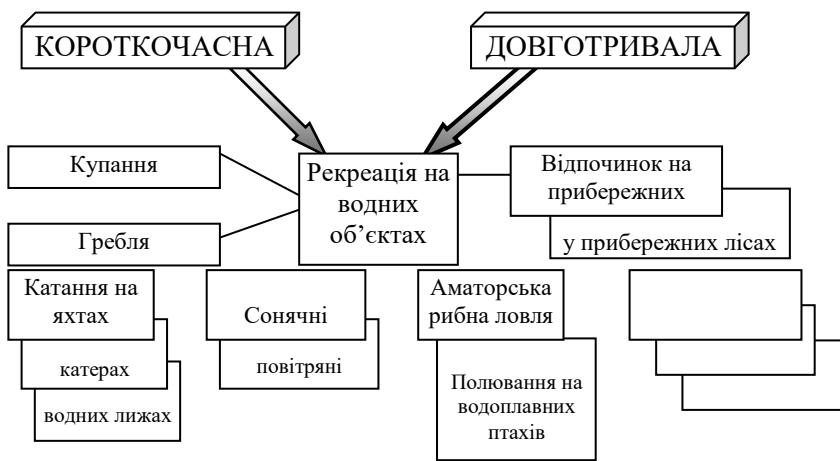 КОРОТКОЧАСНА
ДОВГОТРИВАЛА
Купання
Гребля
Рекреація на
водних
об’єктах
Відпочинок на
прибережних
у прибережних лісах
Катання на
яхтах
катерах
водних лижах
Сонячні
повітряні
Аматорська
рибна ловля
Полювання на
водоплавних
птахів